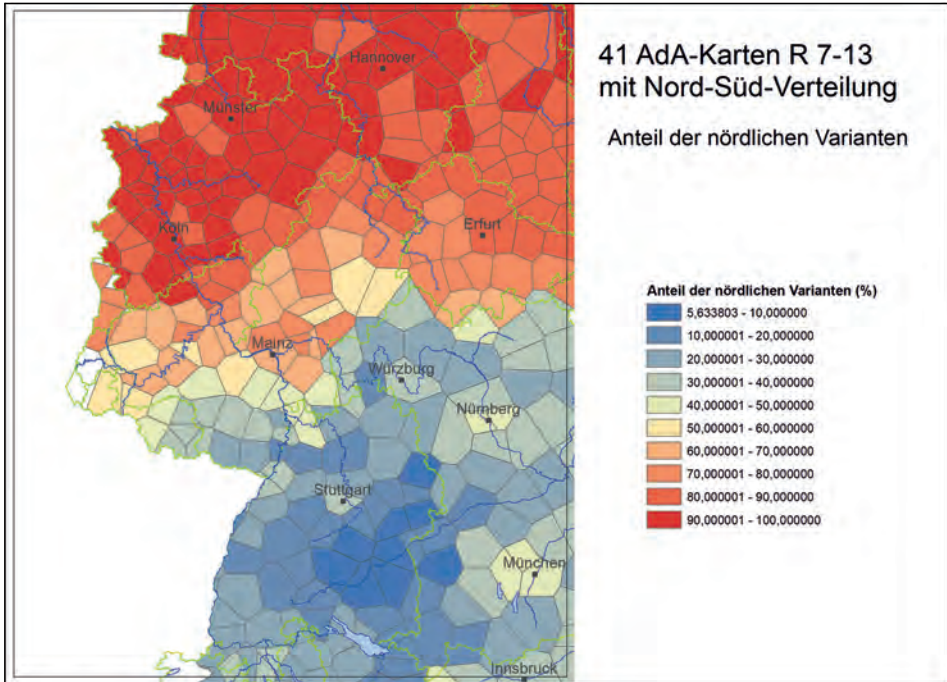 41 AdA-Karten R 7-13
mit Nord-Süd-Verteilung
Anteil der nördlichen Varianten
Hannover
Münster
Köln
Erfurt
Mainz
Würzburg
Nürnberg
Stuttgart
München
Innsbruck
Anteil der nördlichen Varianten (%)
5,633803 - 10,000000
10,000001 - 20,000000
20,000001 - 30,000000
30,000001 - 40,000000
40,000001 - 50,000000
50,000001 - 60,000000
60,000001 - 70,000000
70,000001 - 80,000000
80,000001 - 90,000000
90,000001 - 100,000000